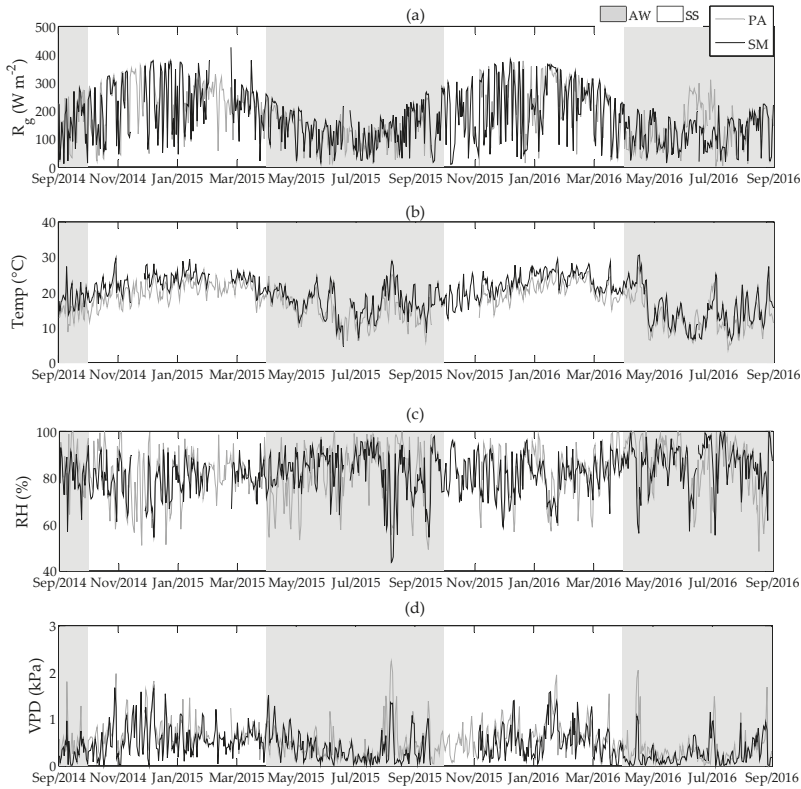 (a)
AW SS
PA
SM
500
400
300
200
100
0
R_g (W m⁻²)
Sep/2014 Nov/2014 Jan/2015 Mar/2015 May/2015 Jul/2015 Sep/2015 Nov/2015 Jan/2016 Mar/2016 May/2016 Jul/2016 Sep/2016
(b)
40
30
20
10
0
Temp (°C)
Sep/2014 Nov/2014 Jan/2015 Mar/2015 May/2015 Jul/2015 Sep/2015 Nov/2015 Jan/2016 Mar/2016 May/2016 Jul/2016 Sep/2016
(c)
100
80
60
40
RH (%)
Sep/2014 Nov/2014 Jan/2015 Mar/2015 May/2015 Jul/2015 Sep/2015 Nov/2015 Jan/2016 Mar/2016 May/2016 Jul/2016 Sep/2016
(d)
3
2
1
0
VPD (kPa)
Sep/2014 Nov/2014 Jan/2015 Mar/2015 May/2015 Jul/2015 Sep/2015 Nov/2015 Jan/2016 Mar/2016 May/2016 Jul/2016 Sep/2016